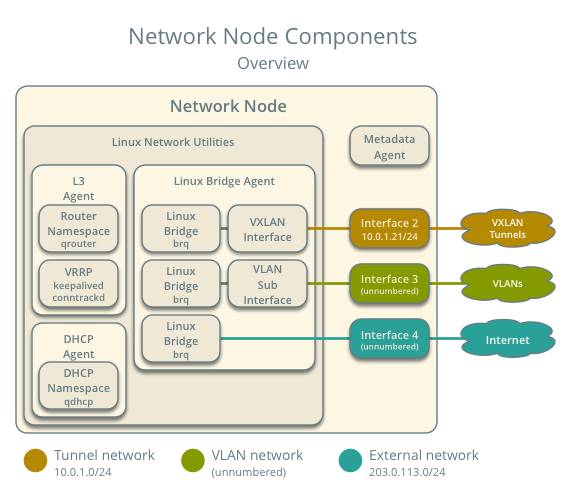 Network Node Components
Overview
Network Node
Linux Network Utilities
Metadata
Agent
L3
Agent
Router
Namespace
qrouter
VRRP
keepalived
conntrackd
DHCP
Agent
DHCP
Namespace
qdhcp
Linux Bridge Agent
Linux
Bridge
brq
VXLAN
Interface
Linux
Bridge
brq
VLAN
Sub
Interface
Linux
Bridge
brq
Interface 2
10.0.1.21/24
Interface 3
(unnumbered)
Interface 4
(unnumbered)
VXLAN
Tunnels
VLANs
Internet
Tunnel network
10.0.1.0/24
VLAN network
(unnumbered)
External network
203.0.113.0/24